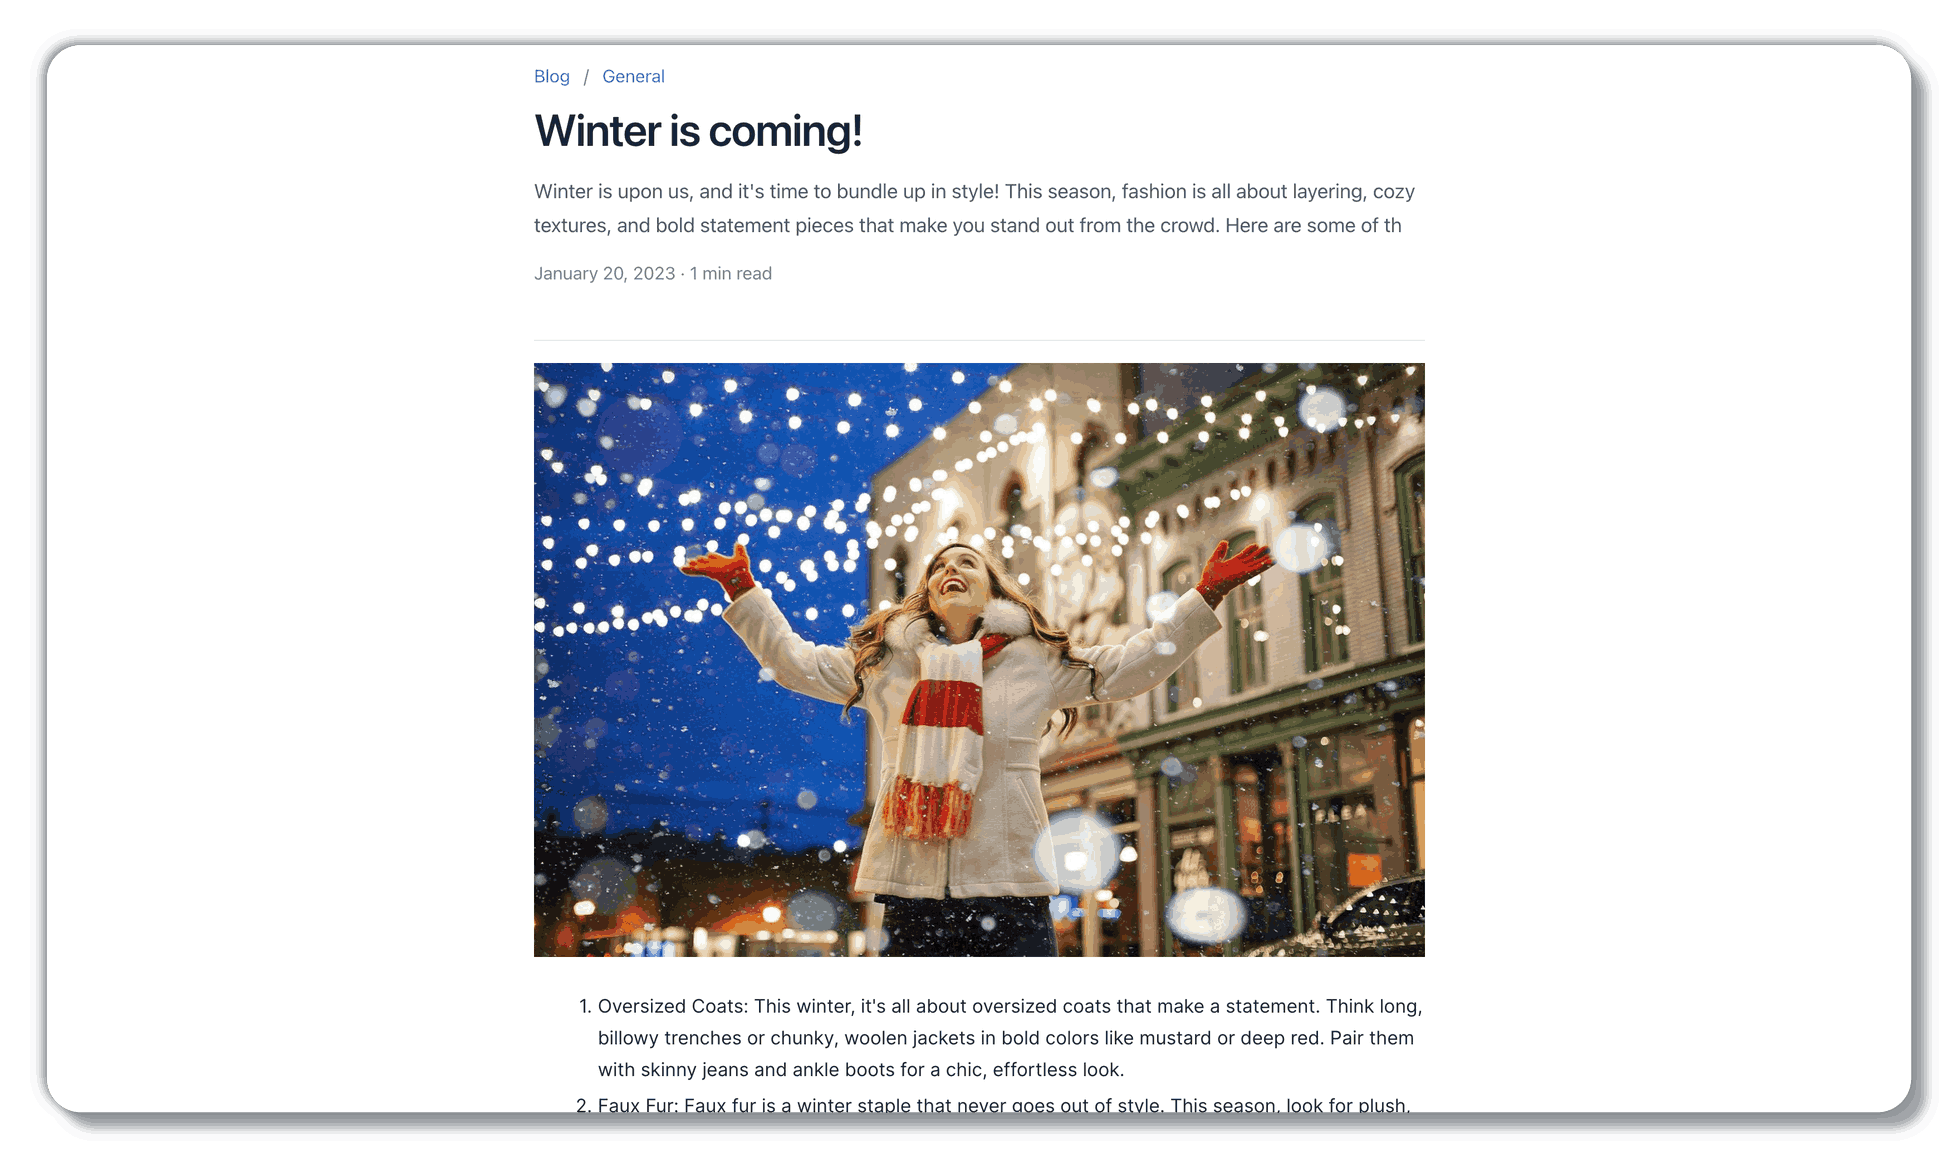 Blog / General
Winter is coming!
Winter is upon us, and it's time to bundle up in style! This season, fashion is all about layering, cozy
textures, and bold statement pieces that make you stand out from the crowd. Here are some of th
January 20, 2023 · 1 min read
1. Oversized Coats: This winter, it's all about oversized coats that make a statement. Think long,
billowy trenches or chunky, woolen jackets in bold colors like mustard or deep red. Pair them
with skinny jeans and ankle boots for a chic, effortless look.
2. Faux Fur: Faux fur is a winter staple that never goes out of style. This season, look for plush,